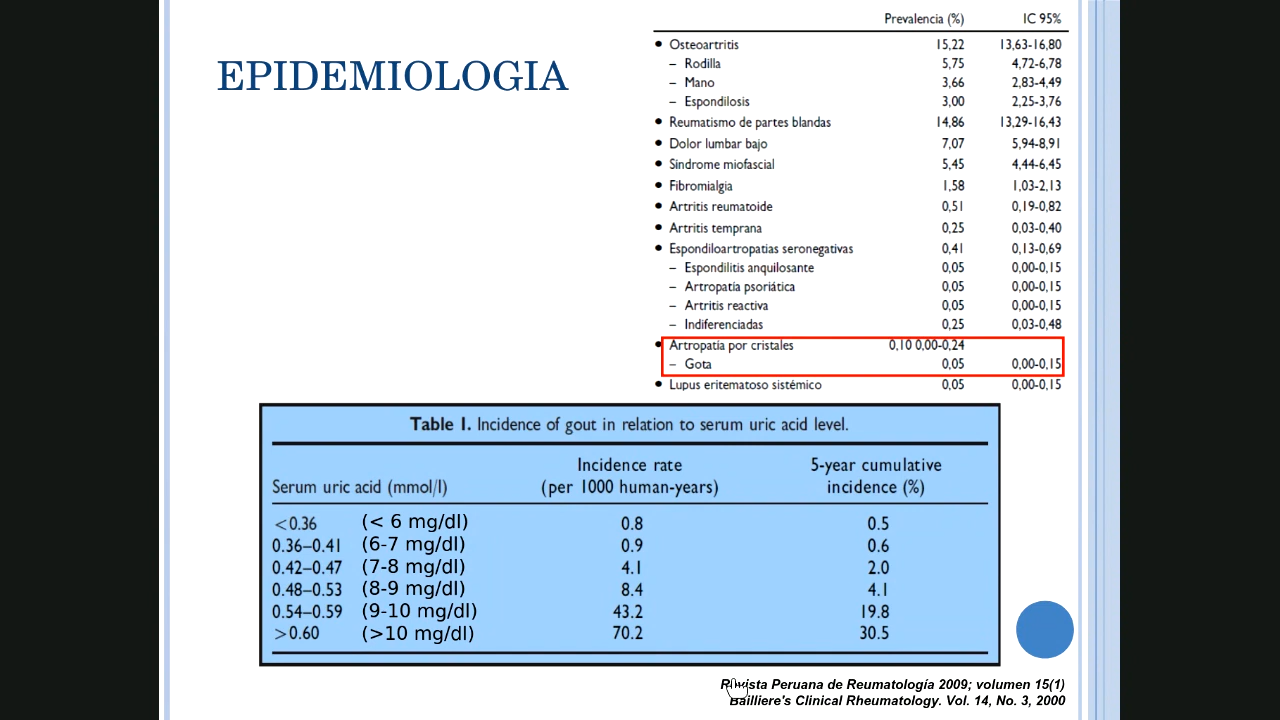 EPIDEMIOLOGIA
Prevalencia (%) IC 95%
• Osteoartritis 15,22 13,63-16,80
– Rodilla 5,75 4,72-6,78
– Mano 3,66 2,83-4,49
– Espondilosis 3,00 2,25-3,76
• Reumatismo de partes blandas 14,86 13,29-16,43
• Dolor lumbar bajo 7,07 5,94-8,91
• Síndrome miofascial 5,45 4,44-6,45
• Fibromialgia 1,58 1,03-2,13
• Artritis reumatoide 0,51 0,19-0,82
• Artritis temprana 0,25 0,03-0,40
• Espondiloartropatías seronegativas 0,41 0,13-0,69
– Espondilitis anquilosante 0,05 0,00-0,15
– Artropatía psoriática 0,05 0,00-0,15
– Artritis reactiva 0,05 0,00-0,15
– Indiferenciadas 0,25 0,03-0,48
• Artropatía por cristales 0,10 0,00-0,24
– Gota 0,05 0,00-0,15
• Lupus eritematoso sistémico 0,05 0,00-0,15
Table 1. Incidence of gout in relation to serum uric acid level.
Incidence rate 5-year cumulative
Serum uric acid (mmol/l) (per 1000 human-years) incidence (%)
<0.36 (< 6 mg/dl) 0.8 0.5
0.36–0.41 (6-7 mg/dl) 0.9 0.6
0.42–0.47 (7-8 mg/dl) 4.1 2.0
0.48–0.53 (8-9 mg/dl) 8.4 4.1
0.54–0.59 (9-10 mg/dl) 43.2 19.8
>0.60 (>10 mg/dl) 70.2 30.5
Revista Peruana de Reumatología 2009; volumen 15(1)
Bailliere's Clinical Rheumatology. Vol. 14, No. 3, 2000